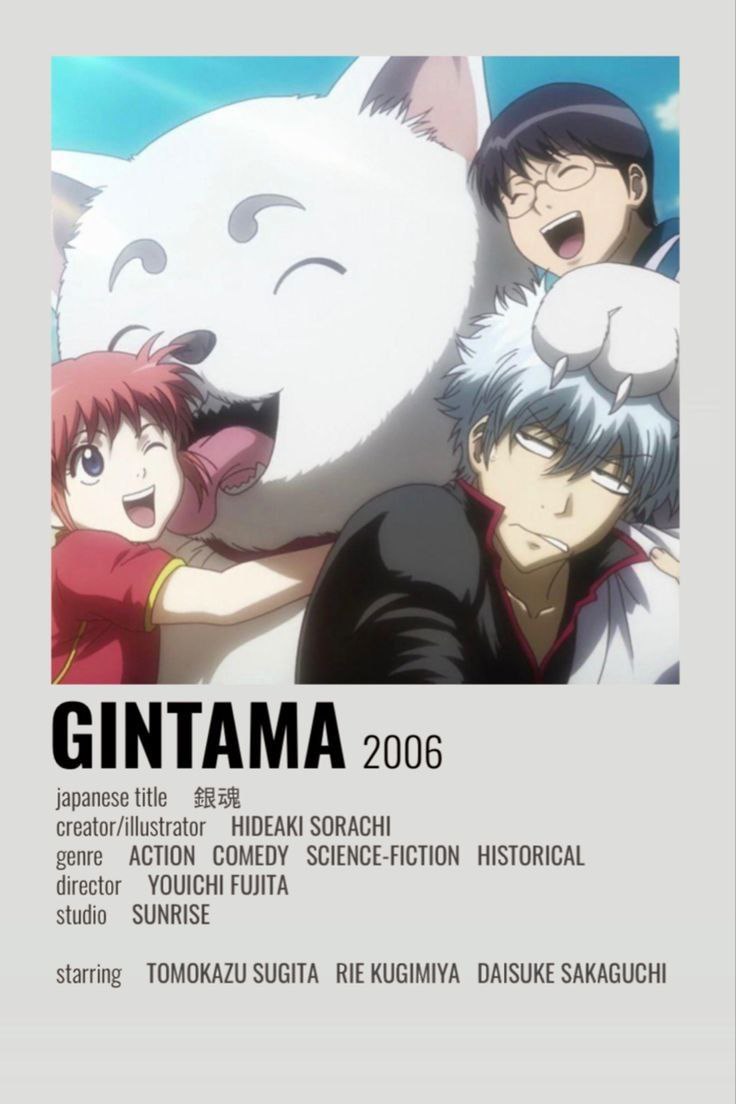 GINTAMA 2006
japanese title 銀魂
creator/illustrator HIDEAKI SORACHI
genre ACTION COMEDY SCIENCE-FICTION HISTORICAL
director YOUICHI FUJITA
studio SUNRISE
starring TOMOKAZU SUGITA RIE KUGIMIYA DAISUKE SAKAGUCHI